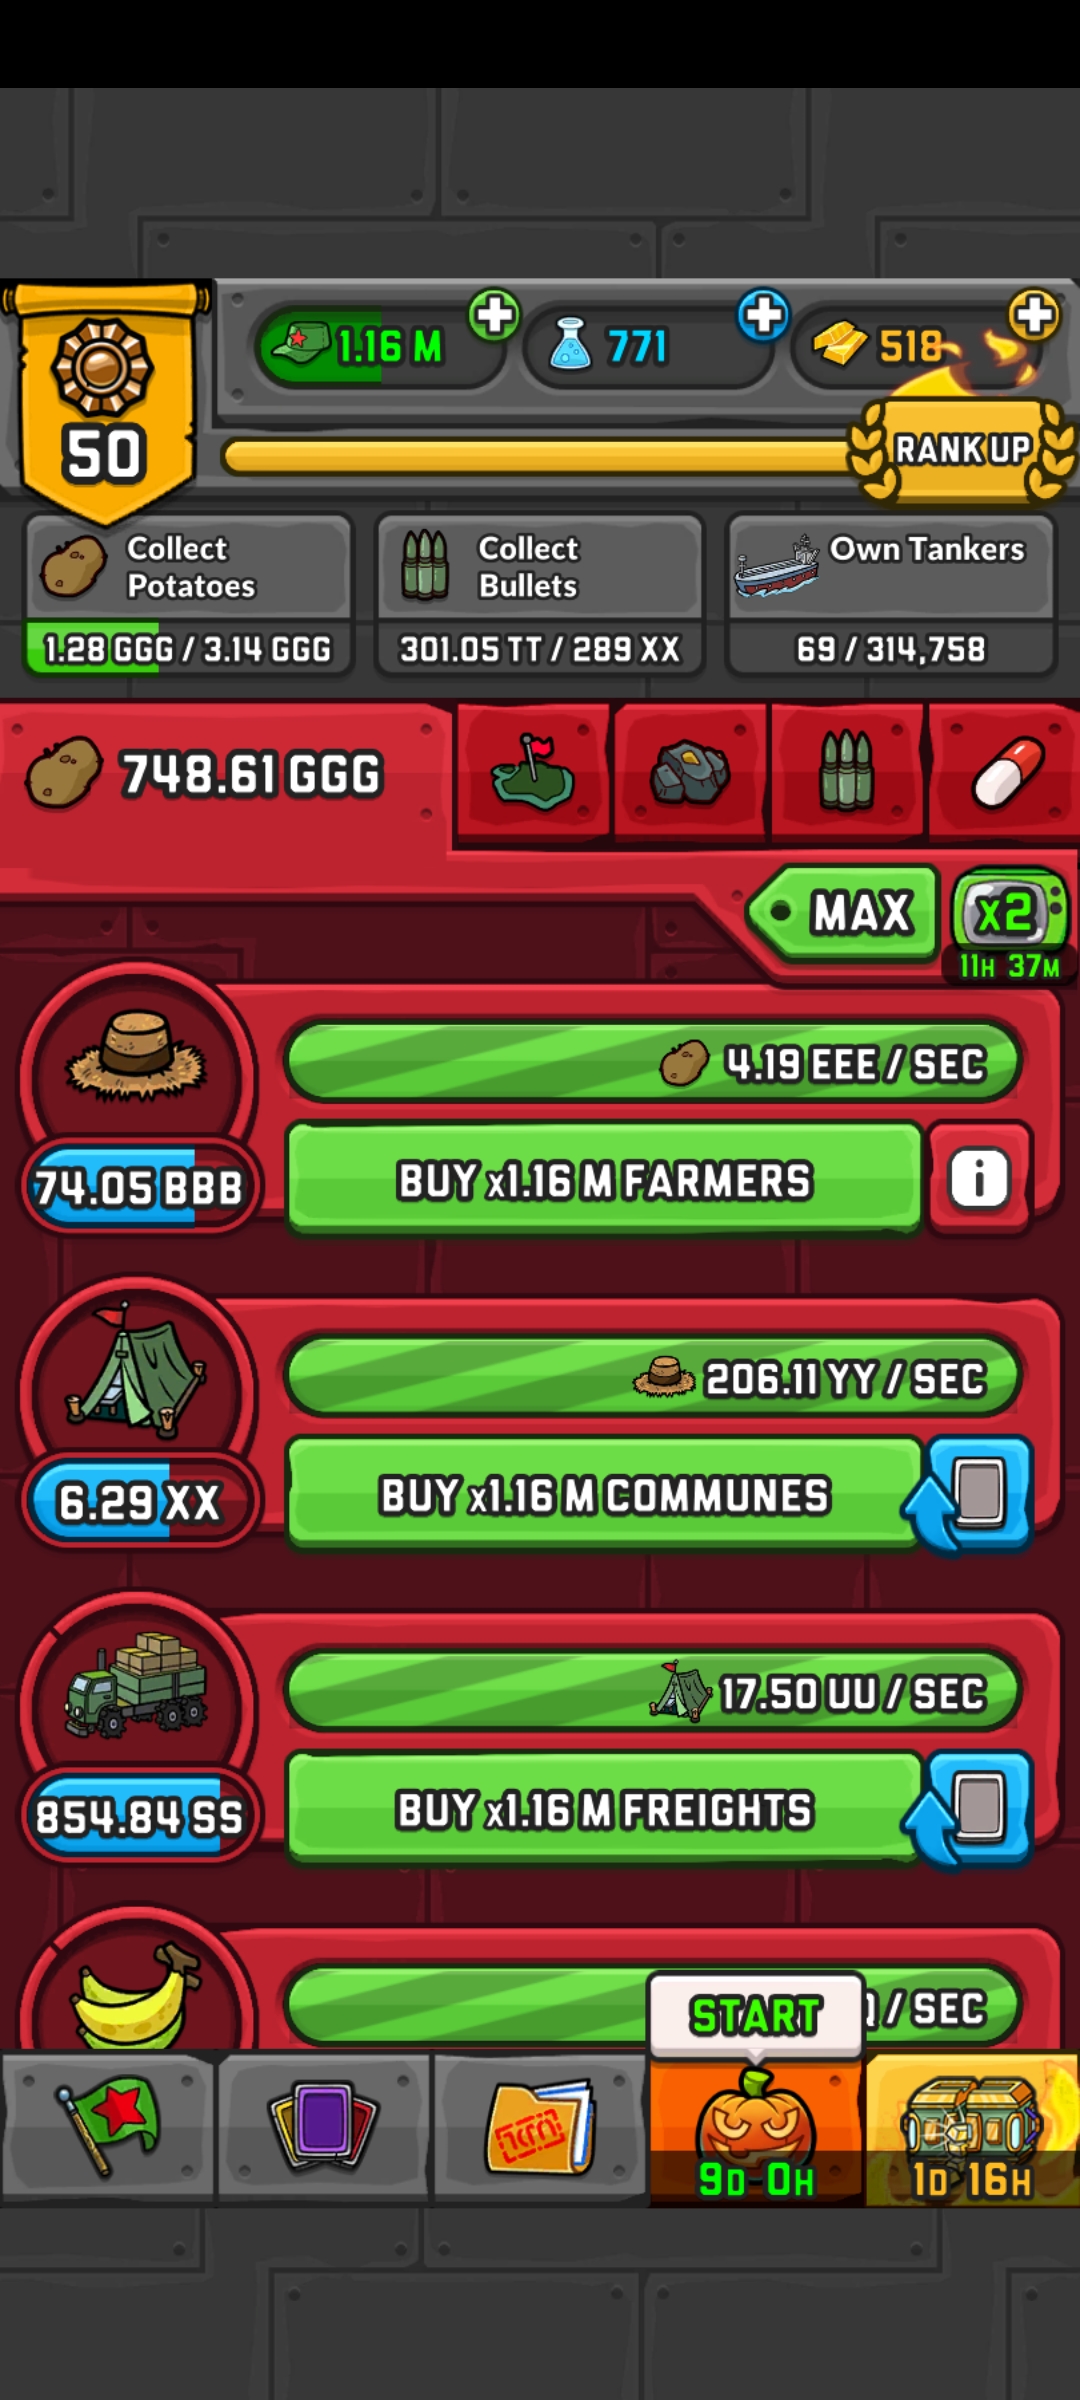 1.16 M
771
518
50
RANK UP
Collect
Potatoes
1.28 GGG / 3.14 GGG
Collect
Bullets
301.05 TT / 289 XX
Own Tankers
69 / 314,758
748.61 GGG
MAX
x2
11H 37M
4.19 EEE / SEC
74.05 BBB
BUY x1.16 M FARMERS
i
206.11 YY / SEC
6.29 XX
BUY x1.16 M COMMUNES
17.50 UU / SEC
854.84 SS
BUY x1.16 M FREIGHTS
/ SEC
START
9D 0H
1D 16H